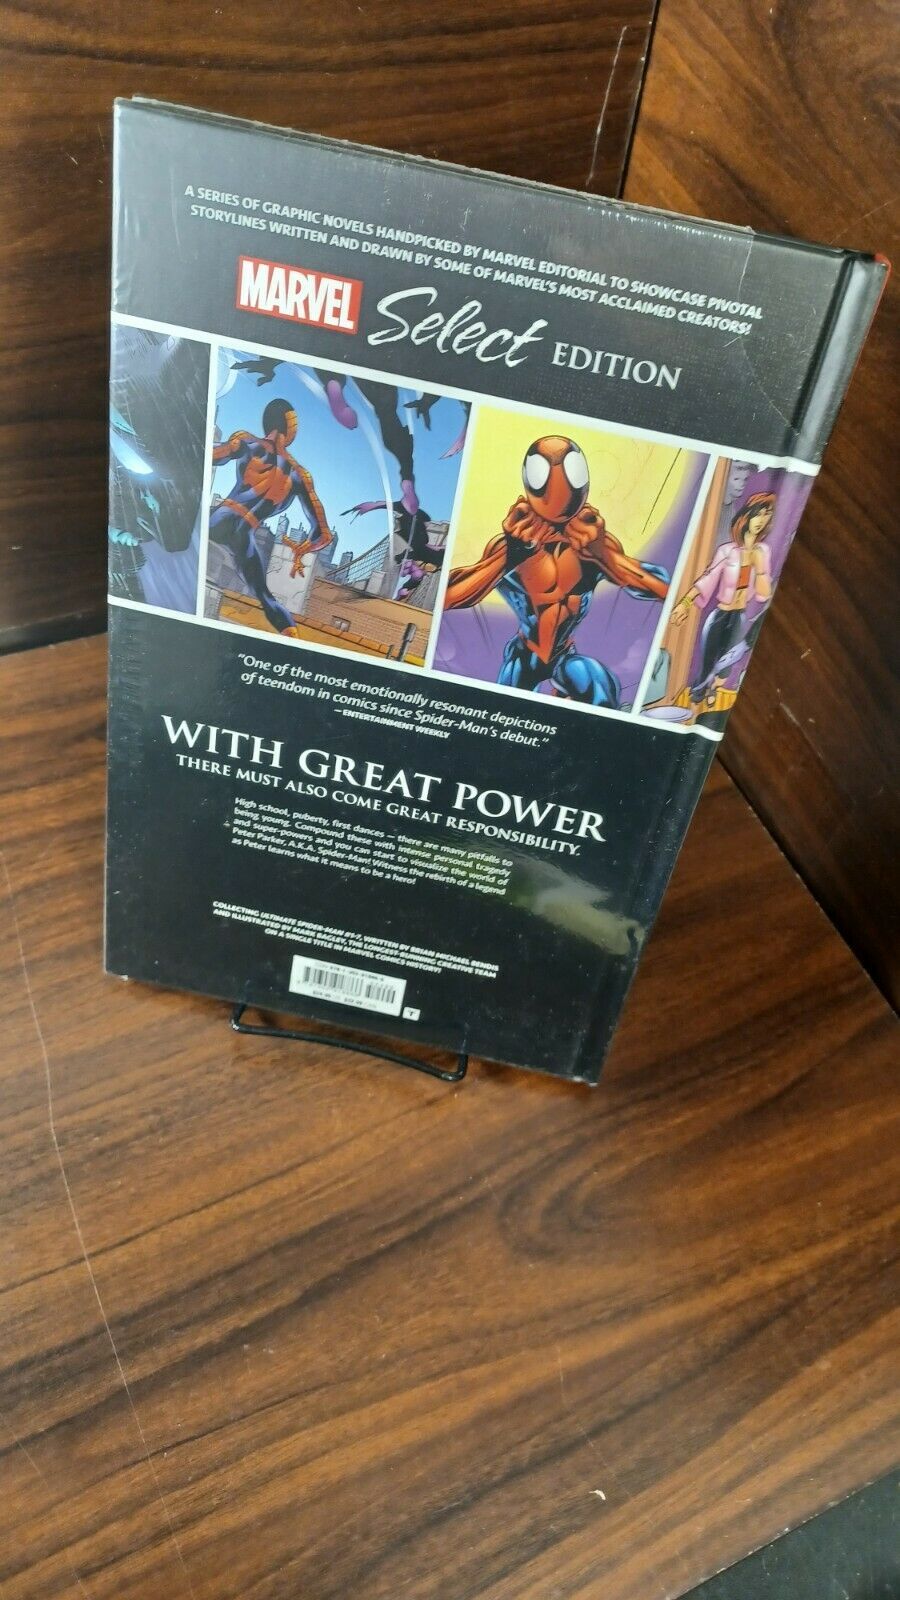 A SERIES OF GRAPHIC NOVELS HANDPICKED BY MARVEL EDITORIAL TO SHOWCASE PIVOTAL
STORYLINES WRITTEN AND DRAWN BY SOME OF MARVEL'S MOST ACCLAIMED CREATORS!
MARVEL Select EDITION
"One of the most emotionally resonant depictions
of teendom in comics since Spider-Man's debut."
— ENTERTAINMENT WEEKLY
WITH GREAT POWER
THERE MUST ALSO COME GREAT RESPONSIBILITY.
High school, puberty, first dances — there are many pitfalls to
being young. Compound these with intense personal tragedy
and super-powers and you can start to visualize the world of
Peter Parker, A.K.A. Spider-Man! Witness the rebirth of a legend
as Peter learns what it means to be a hero!
COLLECTING ULTIMATE SPIDER-MAN #1-7, WRITTEN BY BRIAN MICHAEL BENDIS
AND ILLUSTRATED BY MARK BAGLEY, THE LONGEST-RUNNING CREATIVE TEAM
ON A SINGLE TITLE IN MARVEL COMICS HISTORY!
T